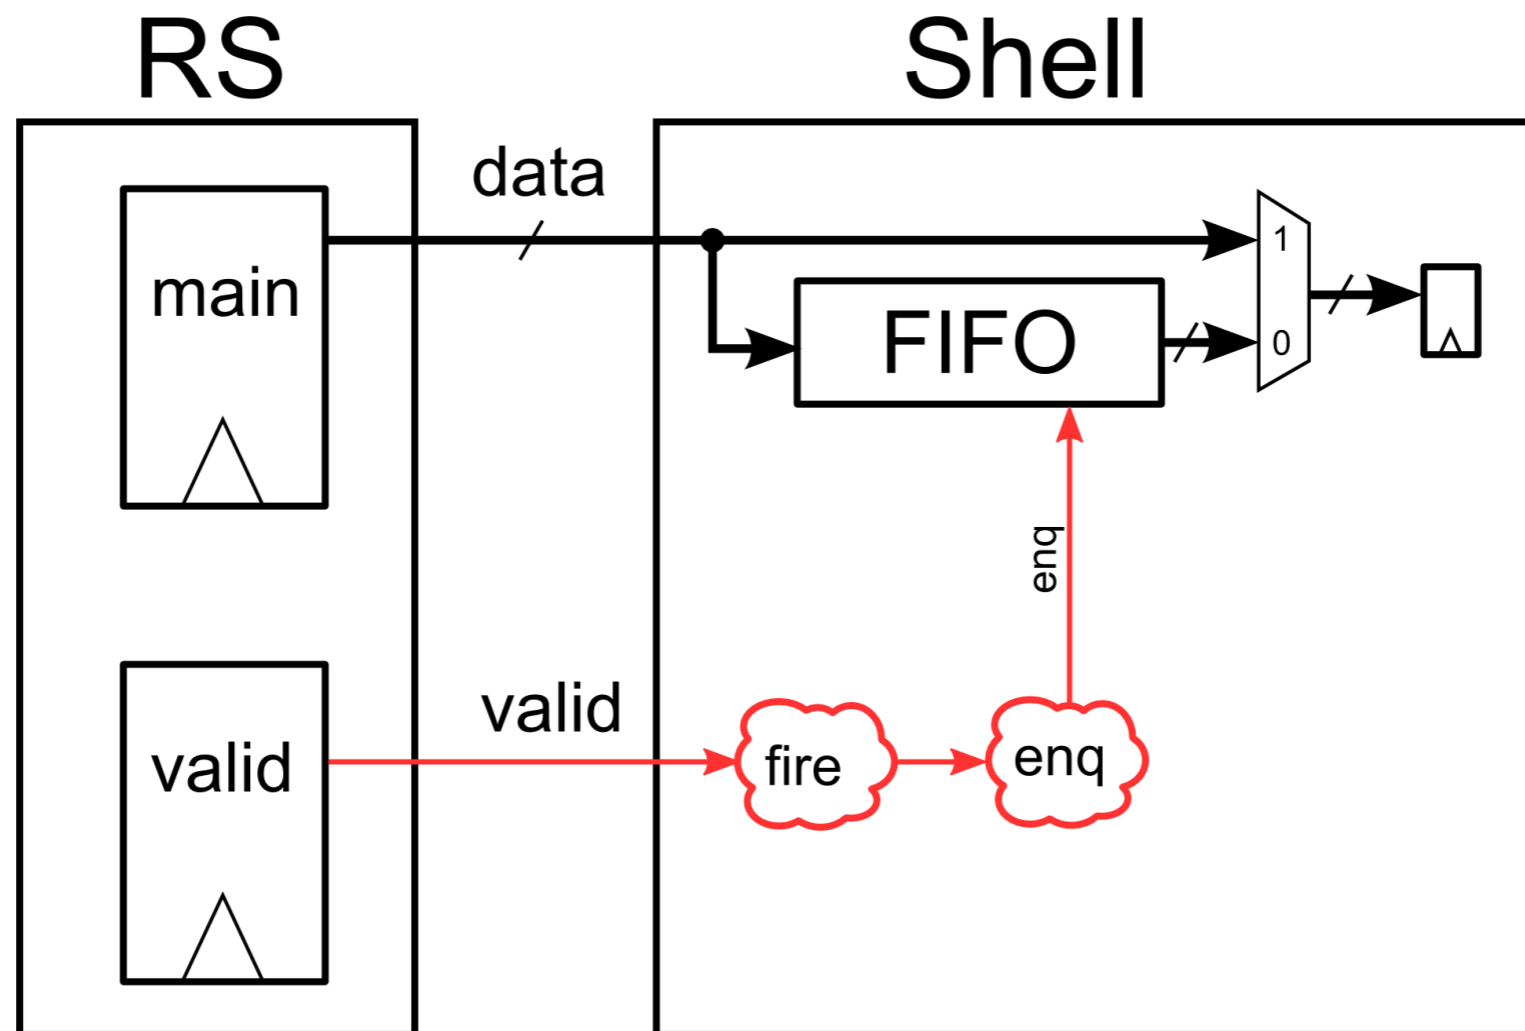 RS
Shell
data
main
1
FIFO
0
enq
valid
valid
fire
enq